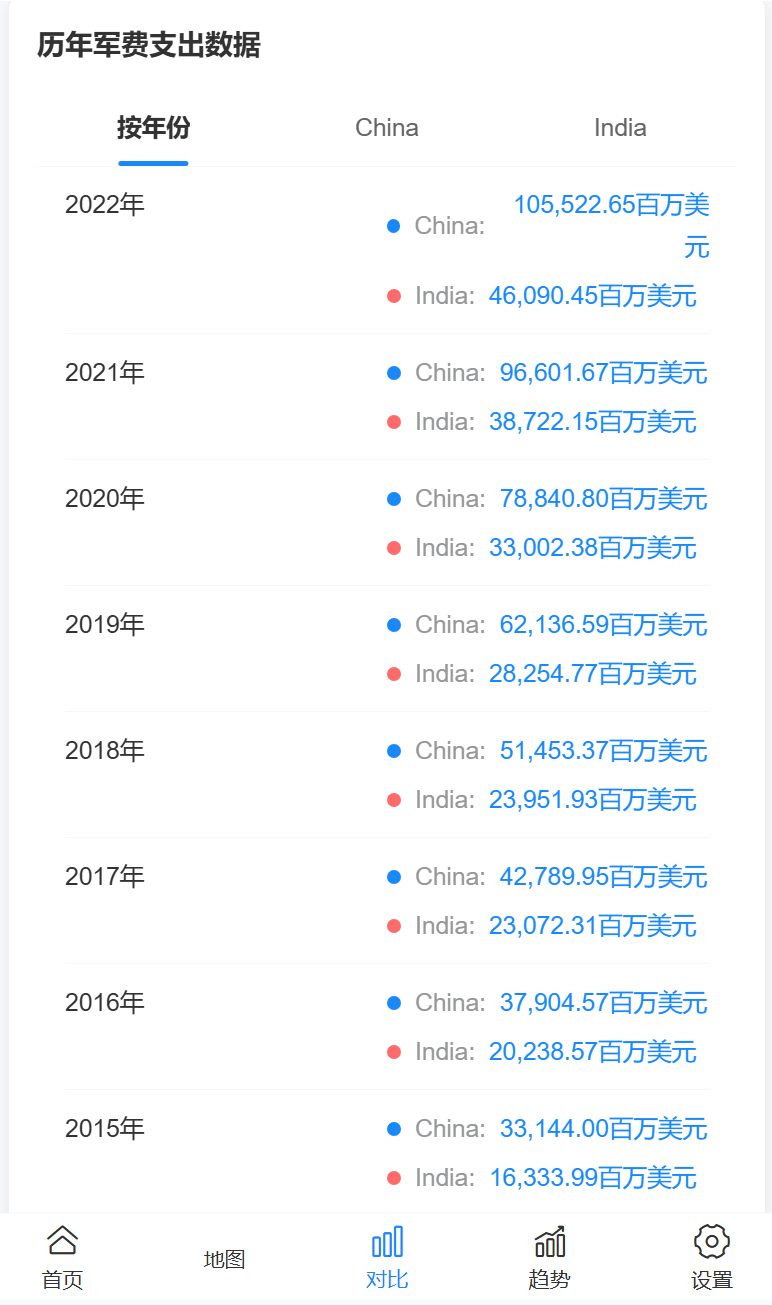 历年军费支出数据
按年份 China India
2022年
China: 105,522.65百万美
元
India: 46,090.45百万美元
2021年
China: 96,601.67百万美元
India: 38,722.15百万美元
2020年
China: 78,840.80百万美元
India: 33,002.38百万美元
2019年
China: 62,136.59百万美元
India: 28,254.77百万美元
2018年
China: 51,453.37百万美元
India: 23,951.93百万美元
2017年
China: 42,789.95百万美元
India: 23,072.31百万美元
2016年
China: 37,904.57百万美元
India: 20,238.57百万美元
2015年
China: 33,144.00百万美元
India: 16,333.99百万美元
首页 地图 对比 趋势 设置